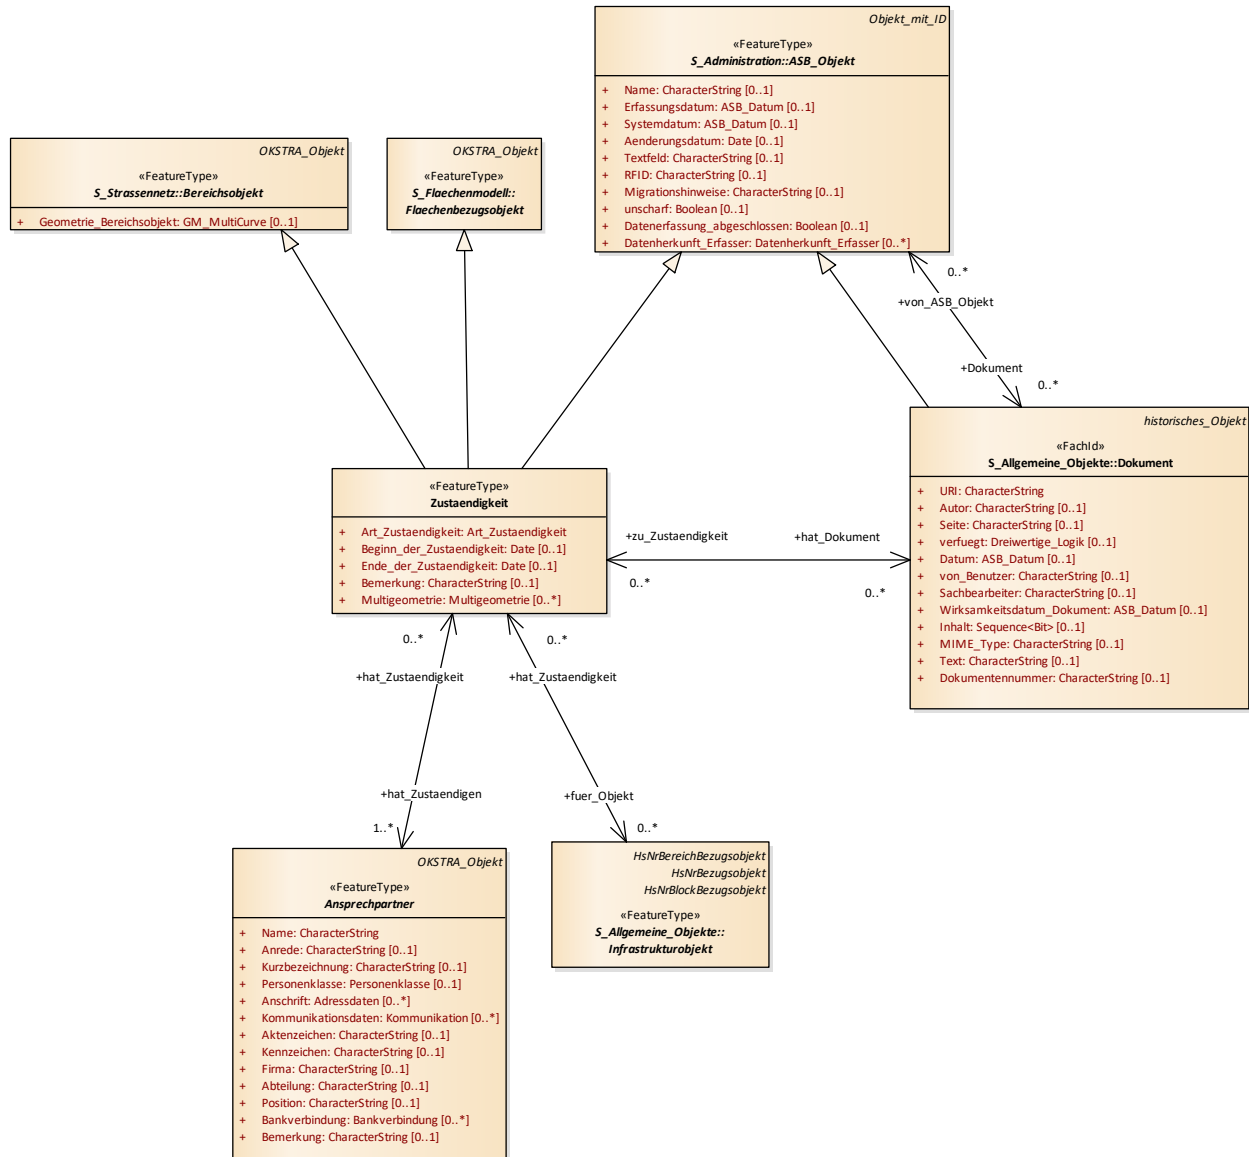 Objekt_mit_ID
«FeatureType»
S_Administration::ASB_Objekt
+ Name: CharacterString [0..1]
+ Erfassungsdatum: ASB_Datum [0..1]
+ Systemdatum: ASB_Datum [0..1]
+ Aenderungsdatum: Date [0..1]
+ Textfeld: CharacterString [0..1]
+ RFID: CharacterString [0..1]
+ Migrationshinweise: CharacterString [0..1]
+ unscharf: Boolean [0..1]
+ Datenerfassung_abgeschlossen: Boolean [0..1]
+ Datenherkunft_Erfasser: Datenherkunft_Erfasser [0..*]
OKSTRA_Objekt
«FeatureType»
S_Strassennetz::Bereichsobjekt
+ Geometrie_Bereichsobjekt: GM_MultiCurve [0..1]
OKSTRA_Objekt
«FeatureType»
S_Flaechenmodell::
Flaechenbezugsobjekt
0..*
+von_ASB_Objekt
+Dokument
0..*
historisches_Objekt
«FachId»
S_Allgemeine_Objekte::Dokument
+ URI: CharacterString
+ Autor: CharacterString [0..1]
+ Seite: CharacterString [0..1]
+ verfuegt: Dreiwertige_Logik [0..1]
+ Datum: ASB_Datum [0..1]
+ von_Benutzer: CharacterString [0..1]
+ Sachbearbeiter: CharacterString [0..1]
+ Wirksamkeitsdatum_Dokument: ASB_Datum [0..1]
+ Inhalt: Sequence<Bit> [0..1]
+ MIME_Type: CharacterString [0..1]
+ Text: CharacterString [0..1]
+ Dokumentennummer: CharacterString [0..1]
«FeatureType»
Zustaendigkeit
+ Art_Zustaendigkeit: Art_Zustaendigkeit
+ Beginn_der_Zustaendigkeit: Date [0..1]
+ Ende_der_Zustaendigkeit: Date [0..1]
+ Bemerkung: CharacterString [0..1]
+ Multigeometrie: Multigeometrie [0..*]
+zu_Zustaendigkeit
+hat_Dokument
0..*
0..*
0..*
0..*
+hat_Zustaendigkeit
+hat_Zustaendigkeit
+hat_Zustaendigen
+fuer_Objekt
1..*
0..*
OKSTRA_Objekt
«FeatureType»
Ansprechpartner
+ Name: CharacterString
+ Anrede: CharacterString [0..1]
+ Kurzbezeichnung: CharacterString [0..1]
+ Personenklasse: Personenklasse [0..1]
+ Anschrift: Adressdaten [0..*]
+ Kommunikationsdaten: Kommunikation [0..*]
+ Aktenzeichen: CharacterString [0..1]
+ Kennzeichen: CharacterString [0..1]
+ Firma: CharacterString [0..1]
+ Abteilung: CharacterString [0..1]
+ Position: CharacterString [0..1]
+ Bankverbindung: Bankverbindung [0..*]
+ Bemerkung: CharacterString [0..1]
HsNrBereichBezugsobjekt
HsNrBezugsobjekt
HsNrBlockBezugsobjekt
«FeatureType»
S_Allgemeine_Objekte::
Infrastrukturobjekt